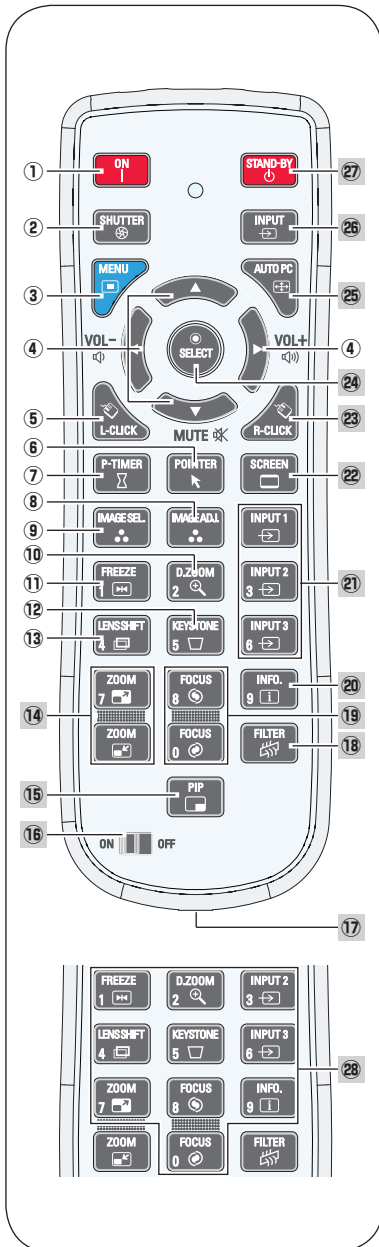 ① ON STAND-BY ㉗
② SHUTTER INPUT ㉖
③ MENU AUTO PC ㉕
④ VOL- VOL+ ④
SELECT ㉔
⑤ L-CLICK R-CLICK ㉓
MUTE
⑥
⑦ P-TIMER POINTER SCREEN ㉒
⑧
⑨ IMAGE SEL. IMAGE ADJ. INPUT 1
⑩
⑪ FREEZE 1 D.ZOOM 2 INPUT 2 3 ㉑
⑫
⑬ LENS SHIFT 4 KEYSTONE 5 INPUT 3 6
ZOOM 7 FOCUS 8 INFO. 9 ⑳
⑭ ⑲
ZOOM FOCUS 0 FILTER ⑱
⑮ PIP
⑯ ON OFF
⑰
FREEZE 1 D.ZOOM 2 INPUT 2 3
LENS SHIFT 4 KEYSTONE 5 INPUT 3 6 ㉘
ZOOM 7 FOCUS 8 INFO. 9
ZOOM FOCUS 0 FILTER